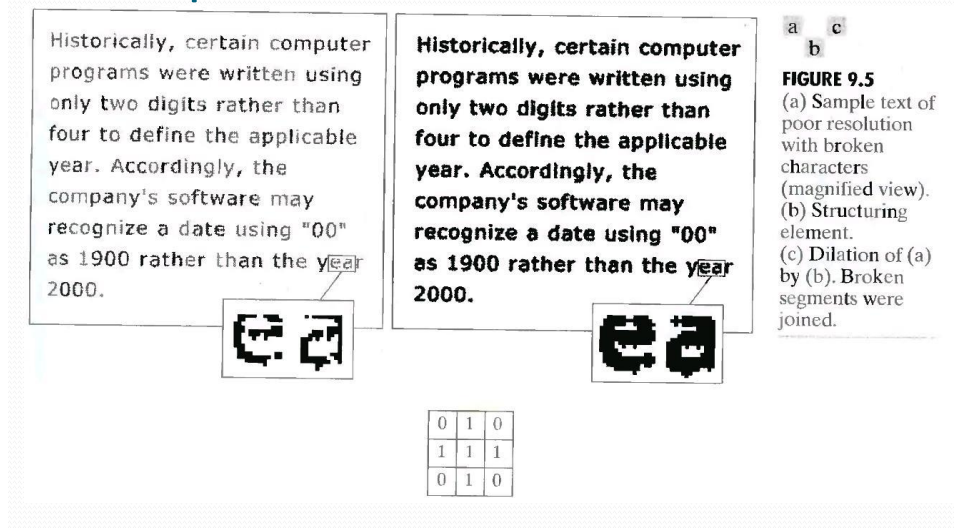 Historically, certain computer
programs were written using
only two digits rather than
four to define the applicable
year. Accordingly, the
company's software may
recognize a date using "00"
as 1900 rather than the year
2000.
e a
Historically, certain computer
programs were written using
only two digits rather than
four to define the applicable
year. Accordingly, the
company's software may
recognize a date using "00"
as 1900 rather than the year
2000.
e a
a c
b
FIGURE 9.5
(a) Sample text of
poor resolution
with broken
characters
(magnified view).
(b) Structuring
element.
(c) Dilation of (a)
by (b). Broken
segments were
joined.
0 1 0
1 1 1
0 1 0